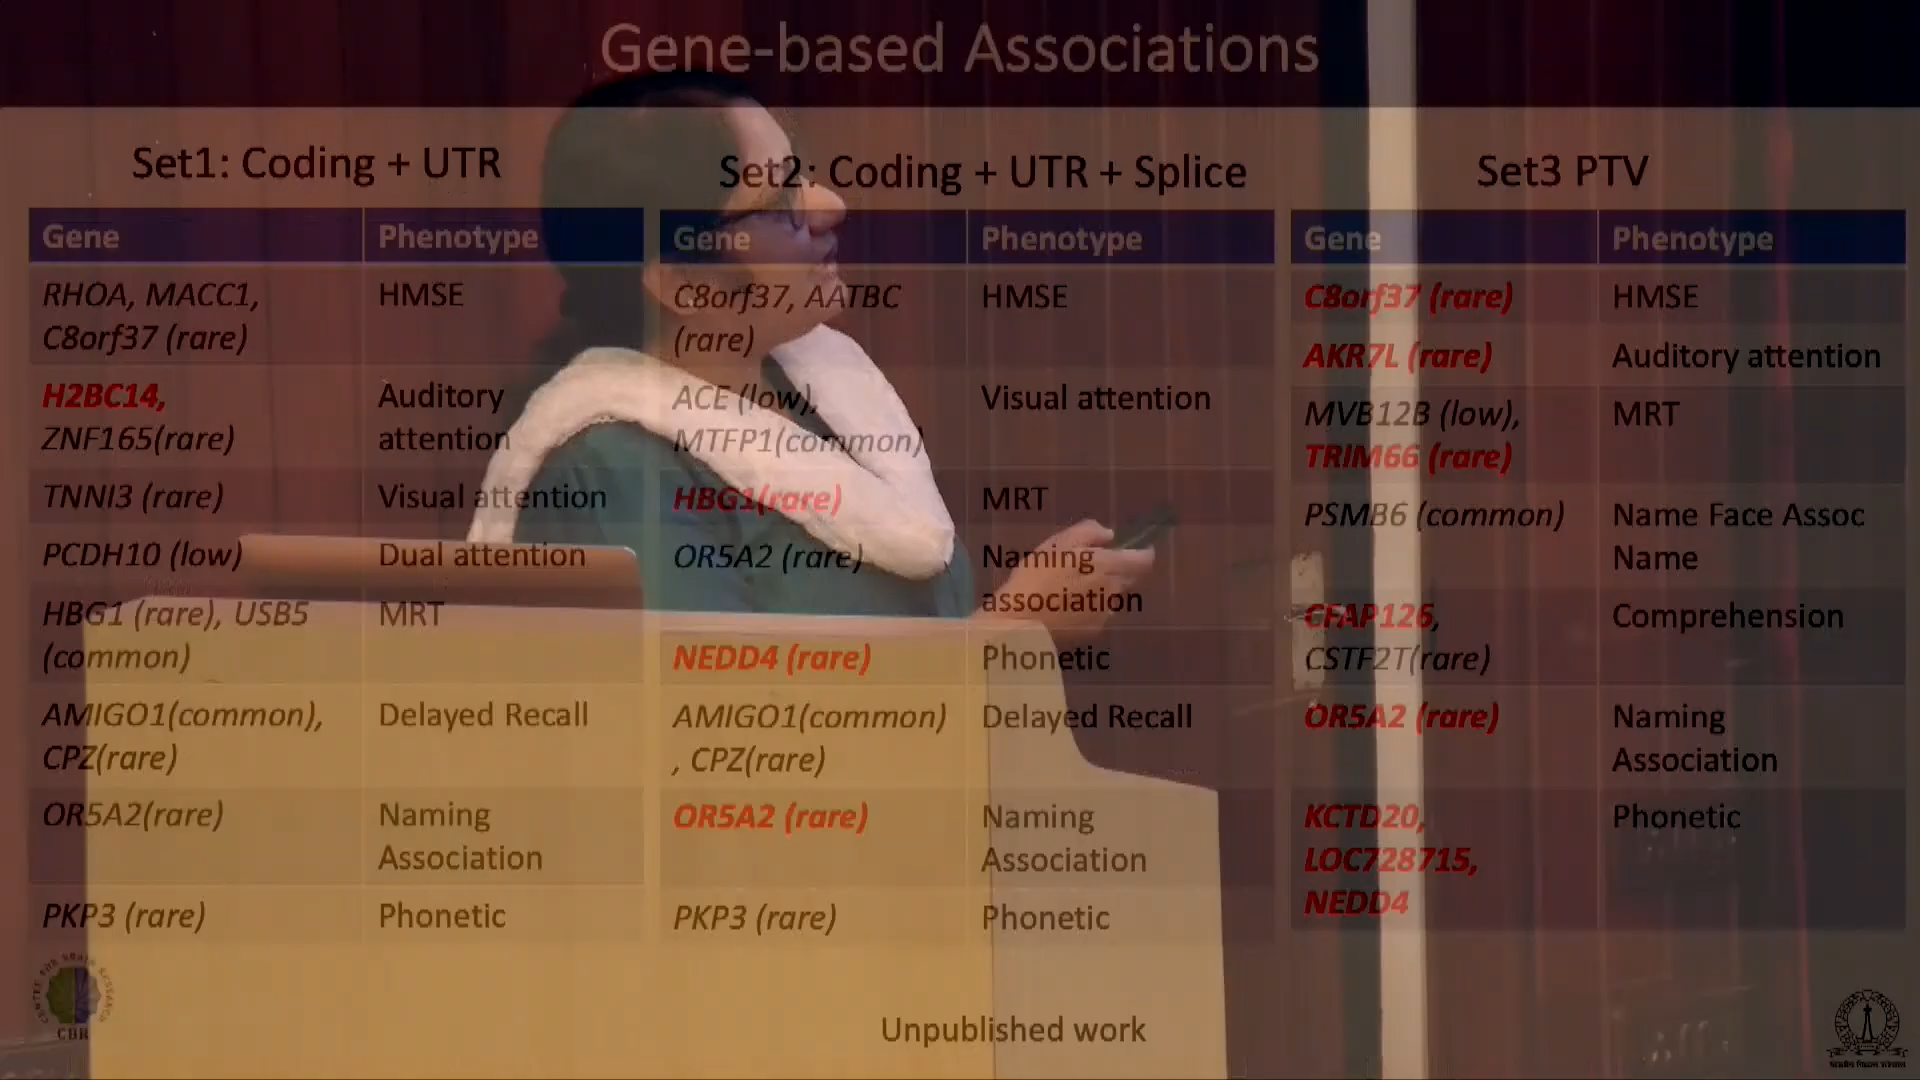 Gene-based Associations
Set1: Coding + UTR
Gene Phenotype
RHOA, MACC1, HMSE
C8orf37 (rare)
H2BC14, Auditory
ZNF165(rare) attention
TNNI3 (rare) Visual attention
PCDH10 (low) Dual attention
HBG1 (rare), USB5 MRT
(common)
AMIGO1(common), Delayed Recall
CPZ(rare)
OR5A2(rare) Naming
Association
PKP3 (rare) Phonetic
Set2: Coding + UTR + Splice
Gene Phenotype
C8orf37, AATBC HMSE
(rare)
ACE (low), Visual attention
MTFP1(common)
HBG1(rare) MRT
OR5A2 (rare) Naming
association
NEDD4 (rare) Phonetic
AMIGO1(common) Delayed Recall
, CPZ(rare)
OR5A2 (rare) Naming
Association
PKP3 (rare) Phonetic
Set3 PTV
Gene Phenotype
C8orf37 (rare) HMSE
AKR7L (rare) Auditory attention
MVB12B (low), MRT
TRIM66 (rare)
PSMB6 (common) Name Face Assoc
Name
CFAP126, Comprehension
CSTF2T(rare)
OR5A2 (rare) Naming
Association
KCTD20, Phonetic
LOC728715,
NEDD4
CENTRE FOR BRAIN RESEARCH
CBR
Unpublished work